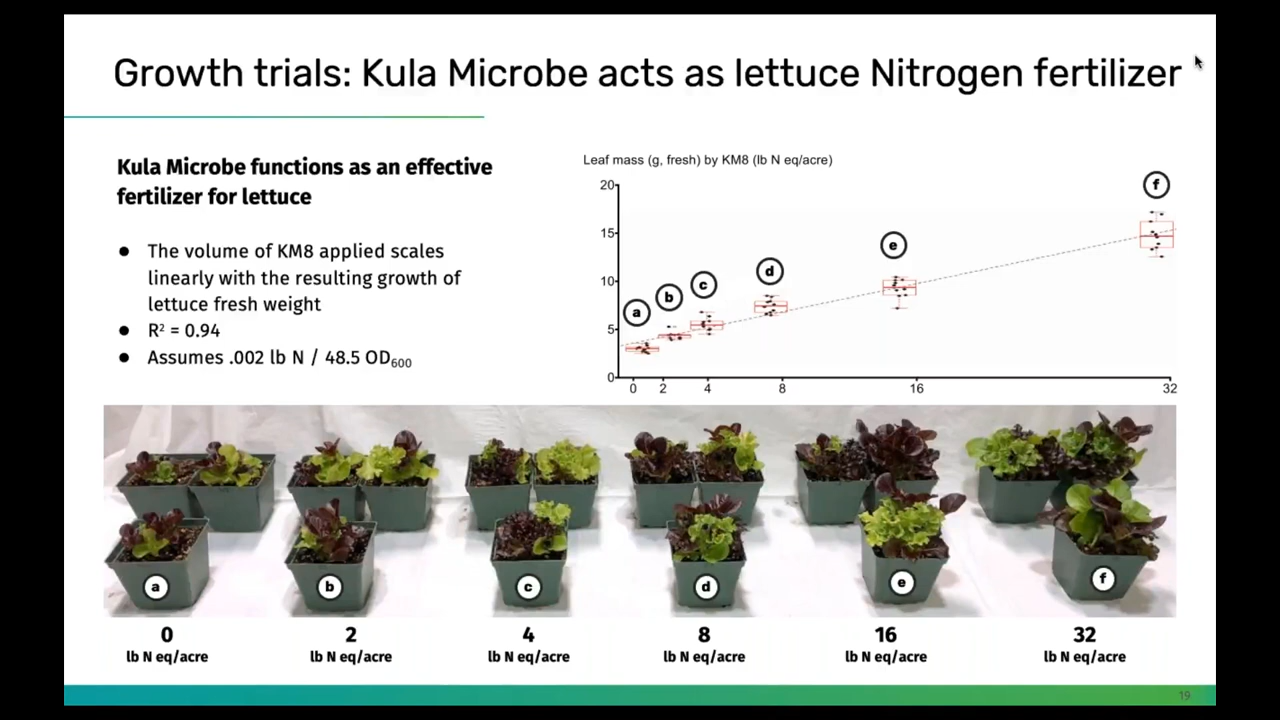 Growth trials: Kula Microbe acts as lettuce Nitrogen fertilizer
Kula Microbe functions as an effective
fertilizer for lettuce
● The volume of KM8 applied scales
linearly with the resulting growth of
lettuce fresh weight
● R² = 0.94
● Assumes .002 lb N / 48.5 OD₆₀₀
Leaf mass (g, fresh) by KM8 (lb N eq/acre)
20
15
10
5
0
a
b
c
d
e
f
0 2 4 8 16 32
a b c d e f
0 2 4 8 16 32
lb N eq/acre lb N eq/acre lb N eq/acre lb N eq/acre lb N eq/acre lb N eq/acre
19